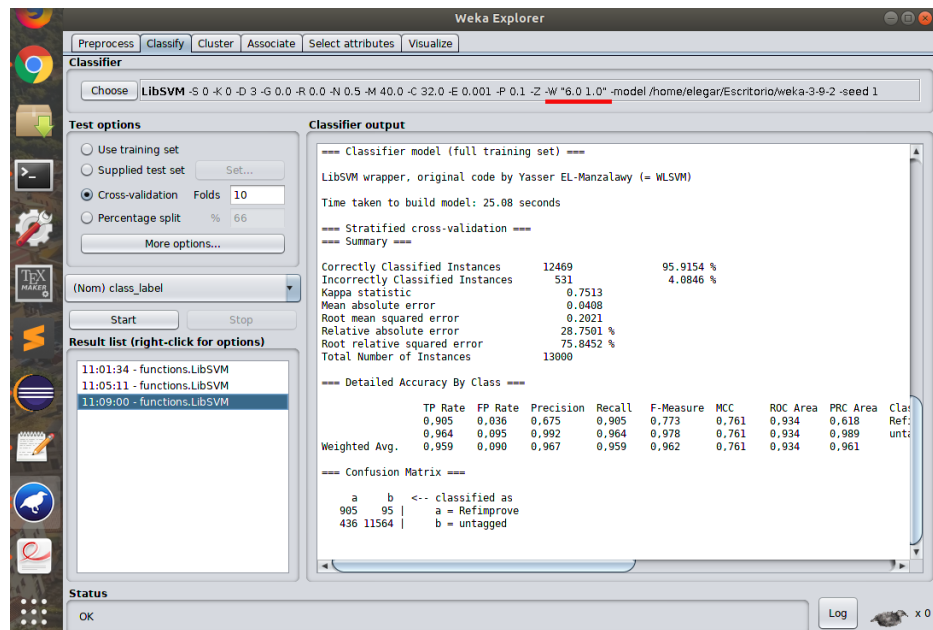 Weka Explorer
Preprocess Classify Cluster Associate Select attributes Visualize
Classifier
Choose LibSVM -S 0 -K 0 -D 3 -G 0.0 -R 0.0 -N 0.5 -M 40.0 -C 32.0 -E 0.001 -P 0.1 -Z -W "6.0 1.0" -model /home/elegar/Escritorio/weka-3-9-2 -seed 1
Test options
Use training set
Supplied test set Set...
Cross-validation Folds 10
Percentage split % 66
More options...
(Nom) class_label
Start Stop
Result list (right-click for options)
11:01:34 - functions.LibSVM
11:05:11 - functions.LibSVM
11:09:00 - functions.LibSVM
Classifier output
=== Classifier model (full training set) ===
LibSVM wrapper, original code by Yasser EL-Manzalawy (= WLSVM)
Time taken to build model: 25.08 seconds
=== Stratified cross-validation ===
=== Summary ===
Correctly Classified Instances 12469 95.9154 %
Incorrectly Classified Instances 531 4.0846 %
Kappa statistic 0.7513
Mean absolute error 0.0408
Root mean squared error 0.2021
Relative absolute error 28.7501 %
Root relative squared error 75.8452 %
Total Number of Instances 13000
=== Detailed Accuracy By Class ===
TP Rate FP Rate Precision Recall F-Measure MCC ROC Area PRC Area Clas
0,905 0,036 0,675 0,905 0,773 0,761 0,934 0,618 Refi
0,964 0,095 0,992 0,964 0,978 0,761 0,934 0,989 unta
Weighted Avg. 0,959 0,090 0,967 0,959 0,962 0,761 0,934 0,961
=== Confusion Matrix ===
a b <-- classified as
905 95 | a = Refimprove
436 11564 | b = untagged
Status
OK
Log x 0
TEX
MAKER